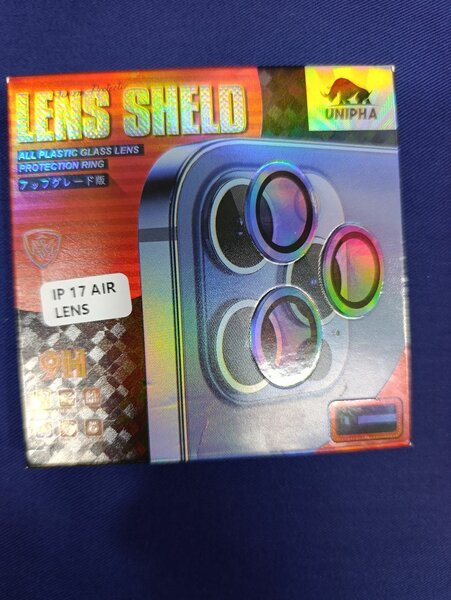 LENS SHELD
UNIPHA
ALL PLASTIC GLASS LENS
PROTECTION RING
アップグレード版
IP 17 AIR
LENS
9H